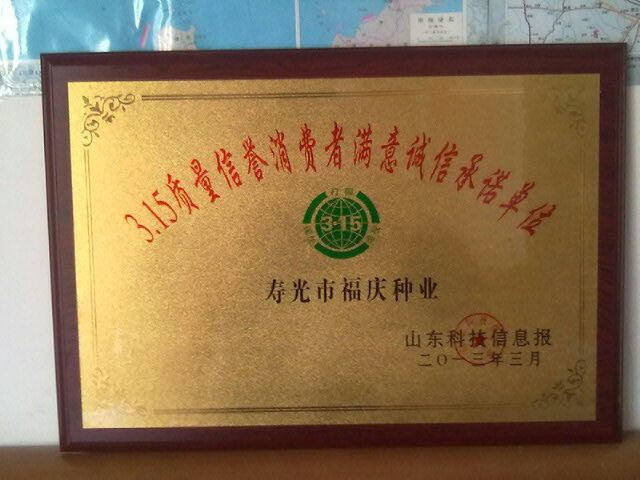 3.15质量信誉消费者满意诚信承诺单位
打假
3·15
寿光市福庆种业
山东科技信息报
二〇一三年三月